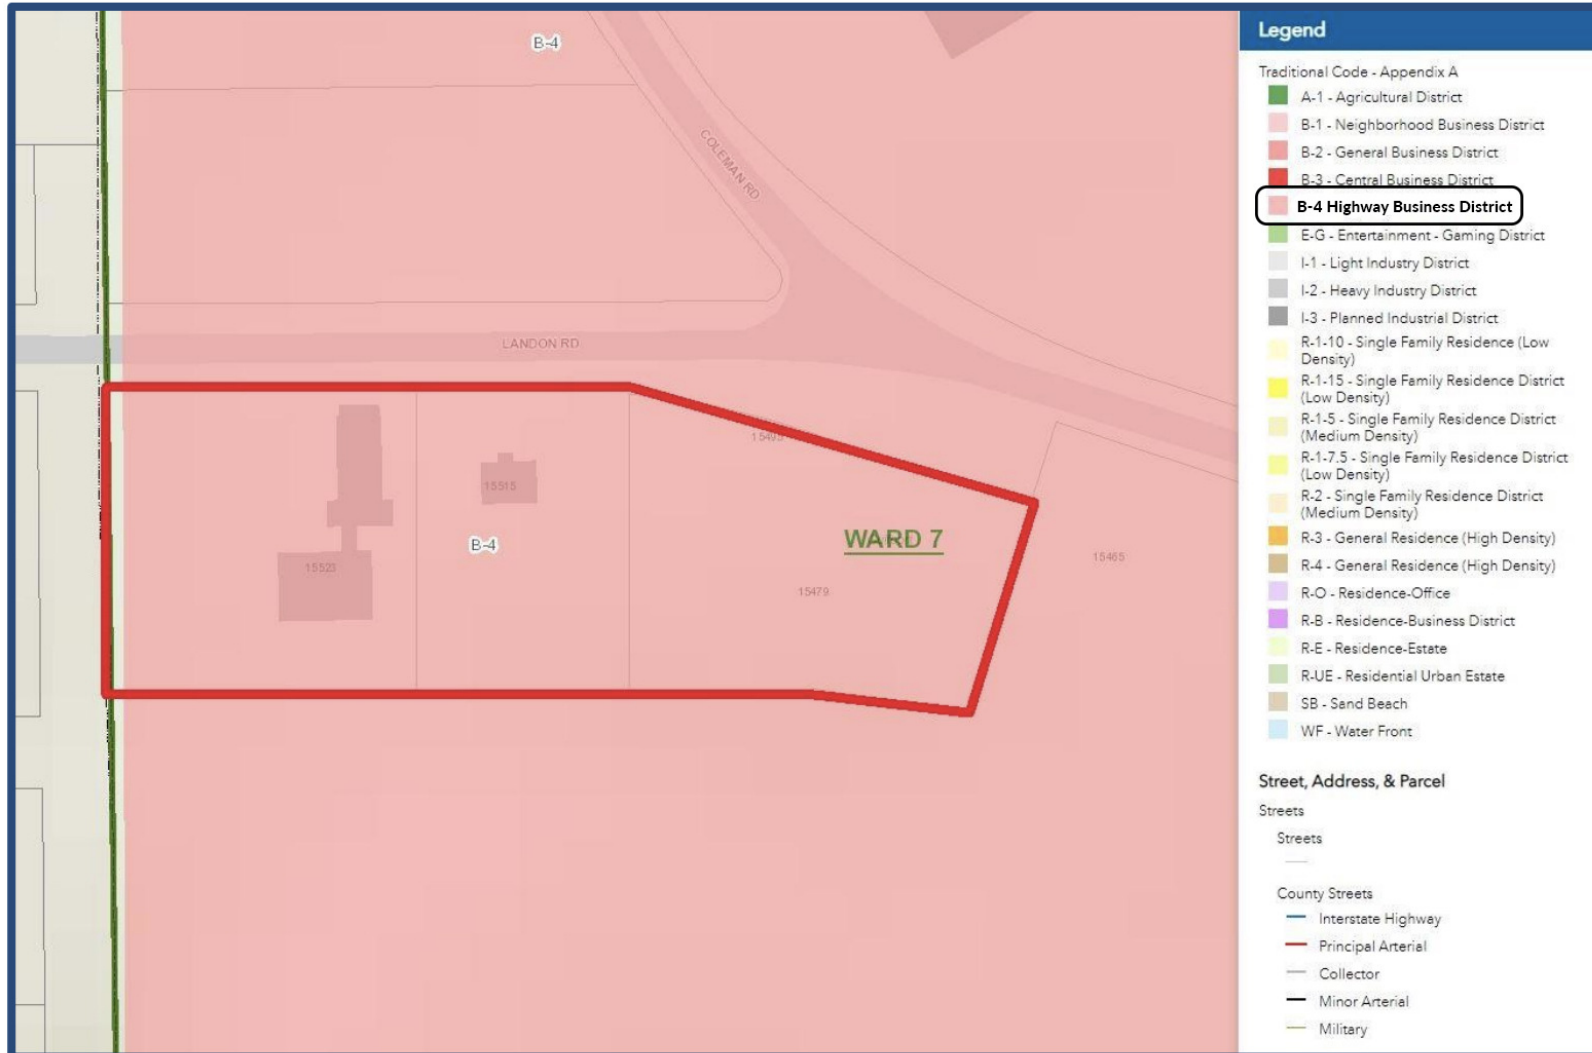 B-4
COLEMAN RD
LANDON RD
15495
15515
B-4
WARD 7
15523
15479
15465
Legend
Traditional Code - Appendix A
A-1 - Agricultural District
B-1 - Neighborhood Business District
B-2 - General Business District
B-3 - Central Business District
B-4 Highway Business District
E-G - Entertainment - Gaming District
I-1 - Light Industry District
I-2 - Heavy Industry District
I-3 - Planned Industrial District
R-1-10 - Single Family Residence (Low
Density)
R-1-15 - Single Family Residence District
(Low Density)
R-1-5 - Single Family Residence District
(Medium Density)
R-1-7.5 - Single Family Residence District
(Low Density)
R-2 - Single Family Residence District
(Medium Density)
R-3 - General Residence (High Density)
R-4 - General Residence (High Density)
R-O - Residence-Office
R-B - Residence-Business District
R-E - Residence-Estate
R-UE - Residential Urban Estate
SB - Sand Beach
WF - Water Front
Street, Address, & Parcel
Streets
Streets
County Streets
Interstate Highway
Principal Arterial
Collector
Minor Arterial
Military